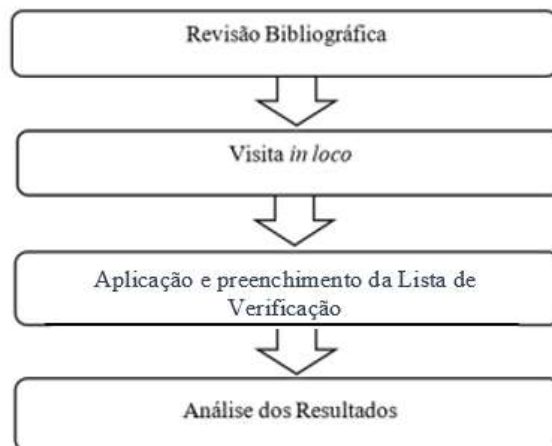 Revisão Bibliográfica
Visita in loco
Aplicação e preenchimento da Lista de
Verificação
Análise dos Resultados